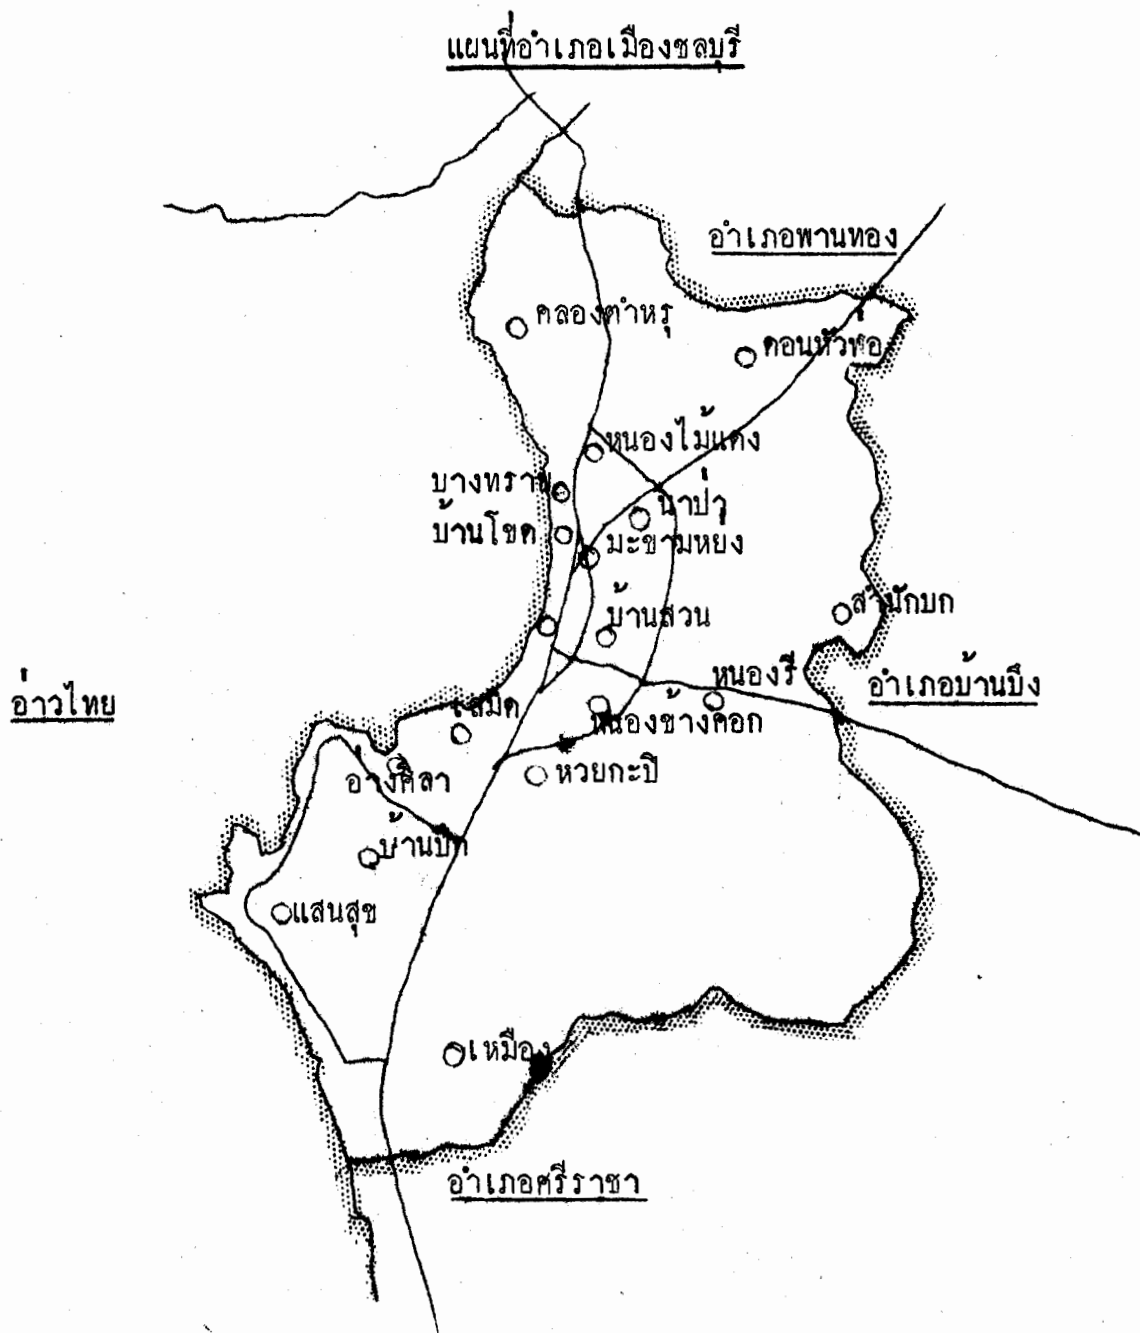 แผนที่อำเภอเมืองชลบุรี
อำเภอพานทอง
คลองตำหรุ
ดอนหัวฬ่อ
หนองไม้แดง
บางทราย
นาป่า
บ้านโขด
มะขามหย่ง
สำนักบก
บ้านสวน
หนองรี
อำเภอบ้านบึง
อ่าวไทย
เสม็ด
หนองข้างคอก
อ่างศิลา
หวยกะปิ
บ้านปึก
แสนสุข
เหมือง
อำเภอศรีราชา